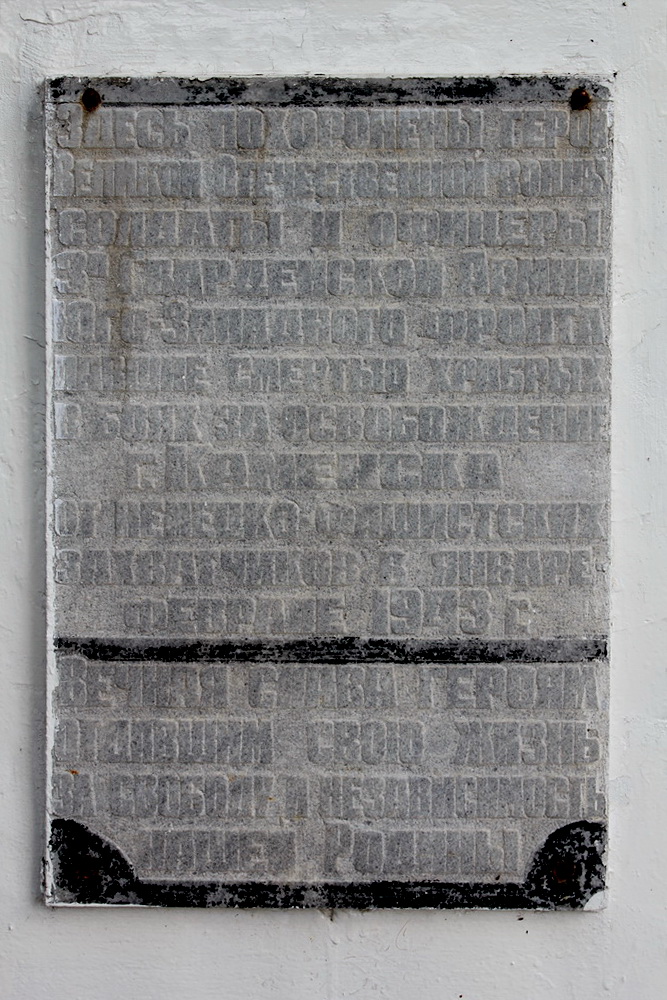 Здесь похоронены герои
Великой Отечественной войны
солдаты и офицеры
3й гвардейской Армии
Юго-Западного фронта
павшие смертью храбрых
в боях за освобождение
г. Каменска
от немецко-фашистских
захватчиков в январе-
феврале 1943 г.
Вечная слава героям
отдавшим свою жизнь
за свободу и независимость
нашей Родины